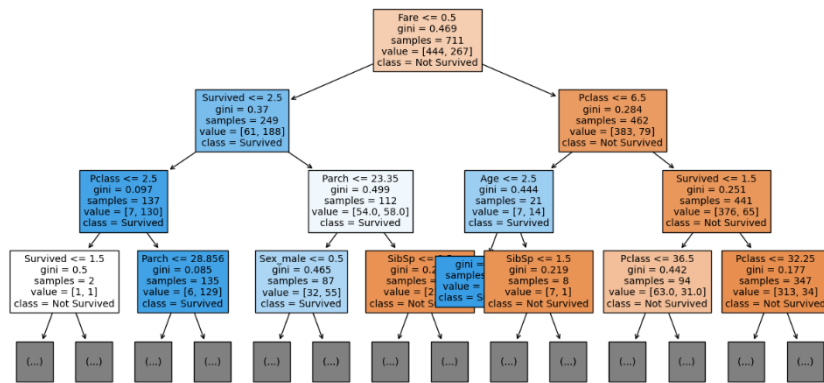 Fare <= 0.5
gini = 0.469
samples = 711
value = [444, 267]
class = Not Survived
Survived <= 2.5
gini = 0.37
samples = 249
value = [61, 188]
class = Survived
Pclass <= 6.5
gini = 0.284
samples = 462
value = [383, 79]
class = Not Survived
Pclass <= 2.5
gini = 0.097
samples = 137
value = [7, 130]
class = Survived
Parch <= 23.35
gini = 0.499
samples = 112
value = [54.0, 58.0]
class = Survived
Age <= 2.5
gini = 0.444
samples = 21
value = [7, 14]
class = Survived
Survived <= 1.5
gini = 0.251
samples = 441
value = [376, 65]
class = Not Survived
Survived <= 1.5
gini = 0.5
samples = 2
value = [1, 1]
class = Not Survived
Parch <= 28.856
gini = 0.085
samples = 135
value = [6, 129]
class = Survived
Sex_male <= 0.5
gini = 0.465
samples = 87
value = [32, 55]
class = Survived
SibSp <=
gini =
samples =
value =
class = Not
gini =
samples
value =
class =
SibSp <= 1.5
gini = 0.219
samples = 8
value = [7, 1]
class = Not Survived
Pclass <= 36.5
gini = 0.442
samples = 94
value = [63.0, 31.0]
class = Not Survived
Pclass <= 32.25
gini = 0.177
samples = 347
value = [313, 34]
class = Not Survived
(...)
(...)
(...)
(...)
(...)
(...)
(...)
(...)
(...)
(...)
(...)
(...)
(...)
(...)